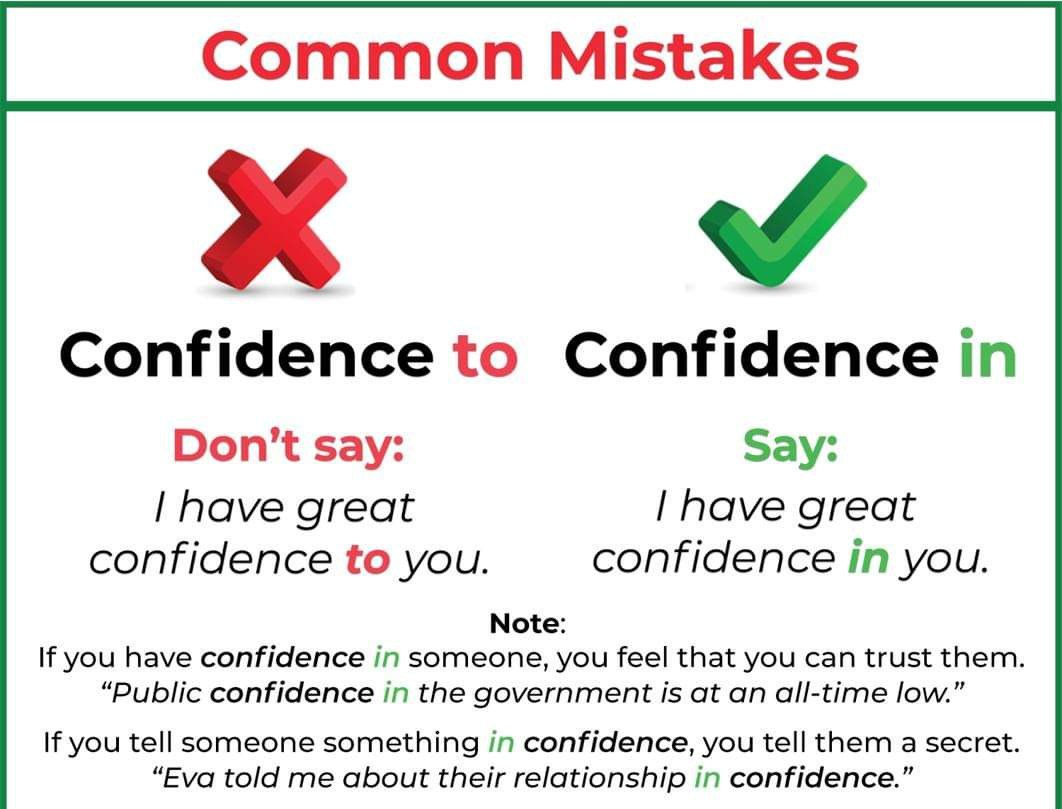 Common Mistakes
Confidence to
Confidence in
Don’t say:
I have great
confidence to you.
Say:
I have great
confidence in you.
Note:
If you have confidence in someone, you feel that you can trust them.
“Public confidence in the government is at an all-time low.”
If you tell someone something in confidence, you tell them a secret.
“Eva told me about their relationship in confidence.”